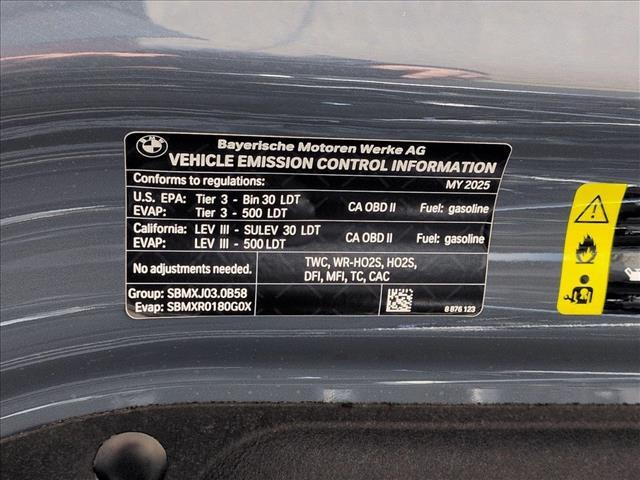 BMW
Bayerische Motoren Werke AG
VEHICLE EMISSION CONTROL INFORMATION
Conforms to regulations: MY 2025
U.S. EPA: Tier 3 - Bin 30 LDT
EVAP: Tier 3 - 500 LDT
CA OBD II Fuel: gasoline
California: LEV III - SULEV 30 LDT
EVAP: LEV III - 500 LDT
CA OBD II Fuel: gasoline
No adjustments needed.
TWC, WR-HO2S, HO2S,
DFI, MFI, TC, CAC
Group: SBMXJ03.0B58
Evap: SBMXR0180G0X
8 876 123